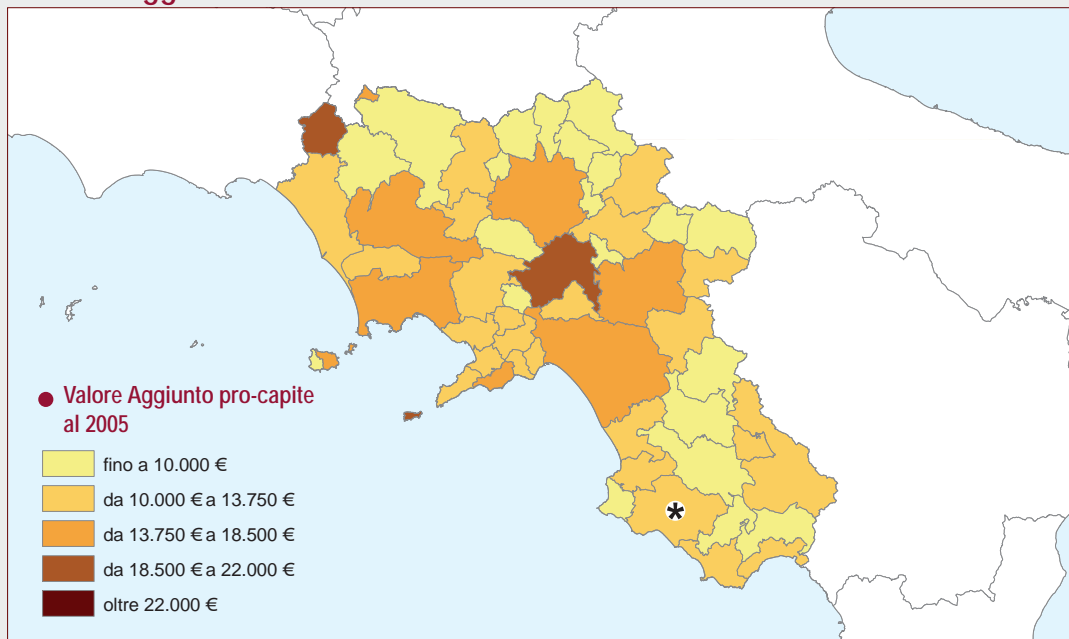 Valore Aggiunto pro-capite
al 2005
fino a 10.000 €
da 10.000 € a 13.750 €
da 13.750 € a 18.500 €
da 18.500 € a 22.000 €
oltre 22.000 €
*